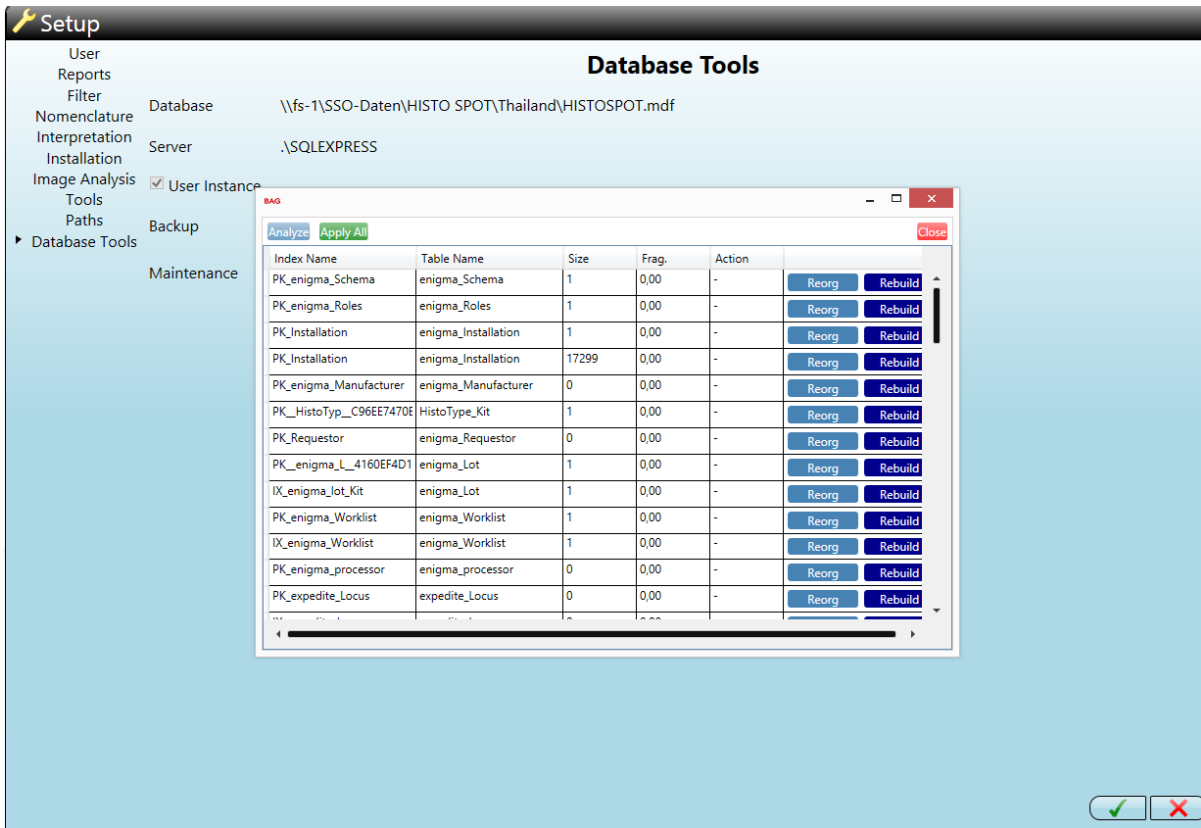 Setup
User
Reports
Filter
Nomenclature
Interpretation
Installation
Image Analysis
Tools
Paths
Database Tools
Database Tools
Database \\fs-1\SSO-Daten\HISTO SPOT\Thailand\HISTOSPOT.mdf
Server .\SQLEXPRESS
User Instance
Backup
Maintenance
BAG
Analyze Apply All Close
Index Name Table Name Size Frag. Action
PK_enigma_Schema enigma_Schema 1 0,00 - Reorg Rebuild
PK_enigma_Roles enigma_Roles 1 0,00 - Reorg Rebuild
PK_Installation enigma_Installation 1 0,00 - Reorg Rebuild
PK_Installation enigma_Installation 17299 0,00 - Reorg Rebuild
PK_enigma_Manufacturer enigma_Manufacturer 0 0,00 - Reorg Rebuild
PK__HistoTyp__C96EE7470E HistoType_Kit 1 0,00 - Reorg Rebuild
PK_Requestor enigma_Requestor 0 0,00 - Reorg Rebuild
PK__enigma_L__4160EF4D1 enigma_Lot 1 0,00 - Reorg Rebuild
IX_enigma_lot_Kit enigma_Lot 1 0,00 - Reorg Rebuild
PK_enigma_Worklist enigma_Worklist 1 0,00 - Reorg Rebuild
IX_enigma_Worklist enigma_Worklist 1 0,00 - Reorg Rebuild
PK_enigma_processor enigma_processor 0 0,00 - Reorg Rebuild
PK_expedite_Locus expedite_Locus 0 0,00 - Reorg Rebuild